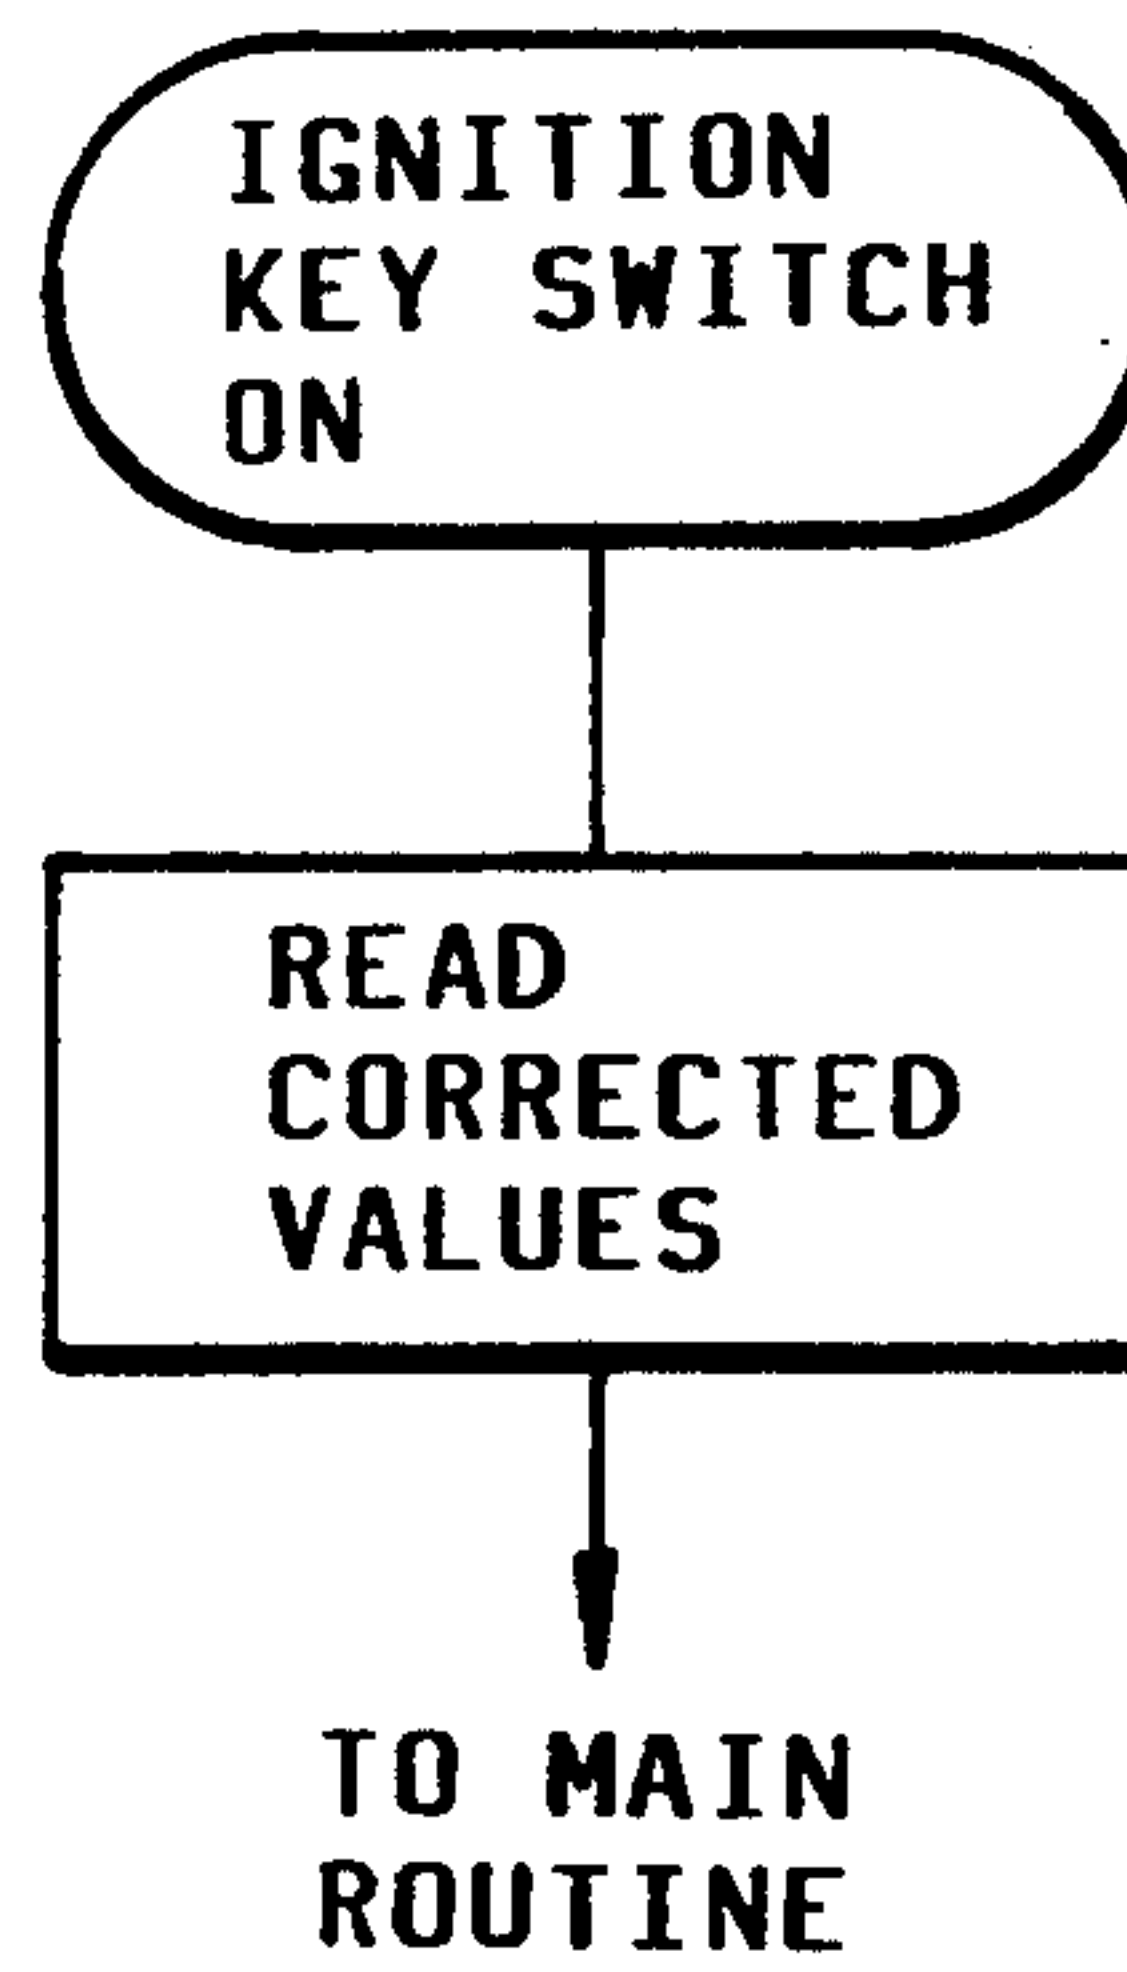 IGNITION
KEY SWITCH
ON
READ
CORRECTED
VALUES
TO MAIN
ROUTINE